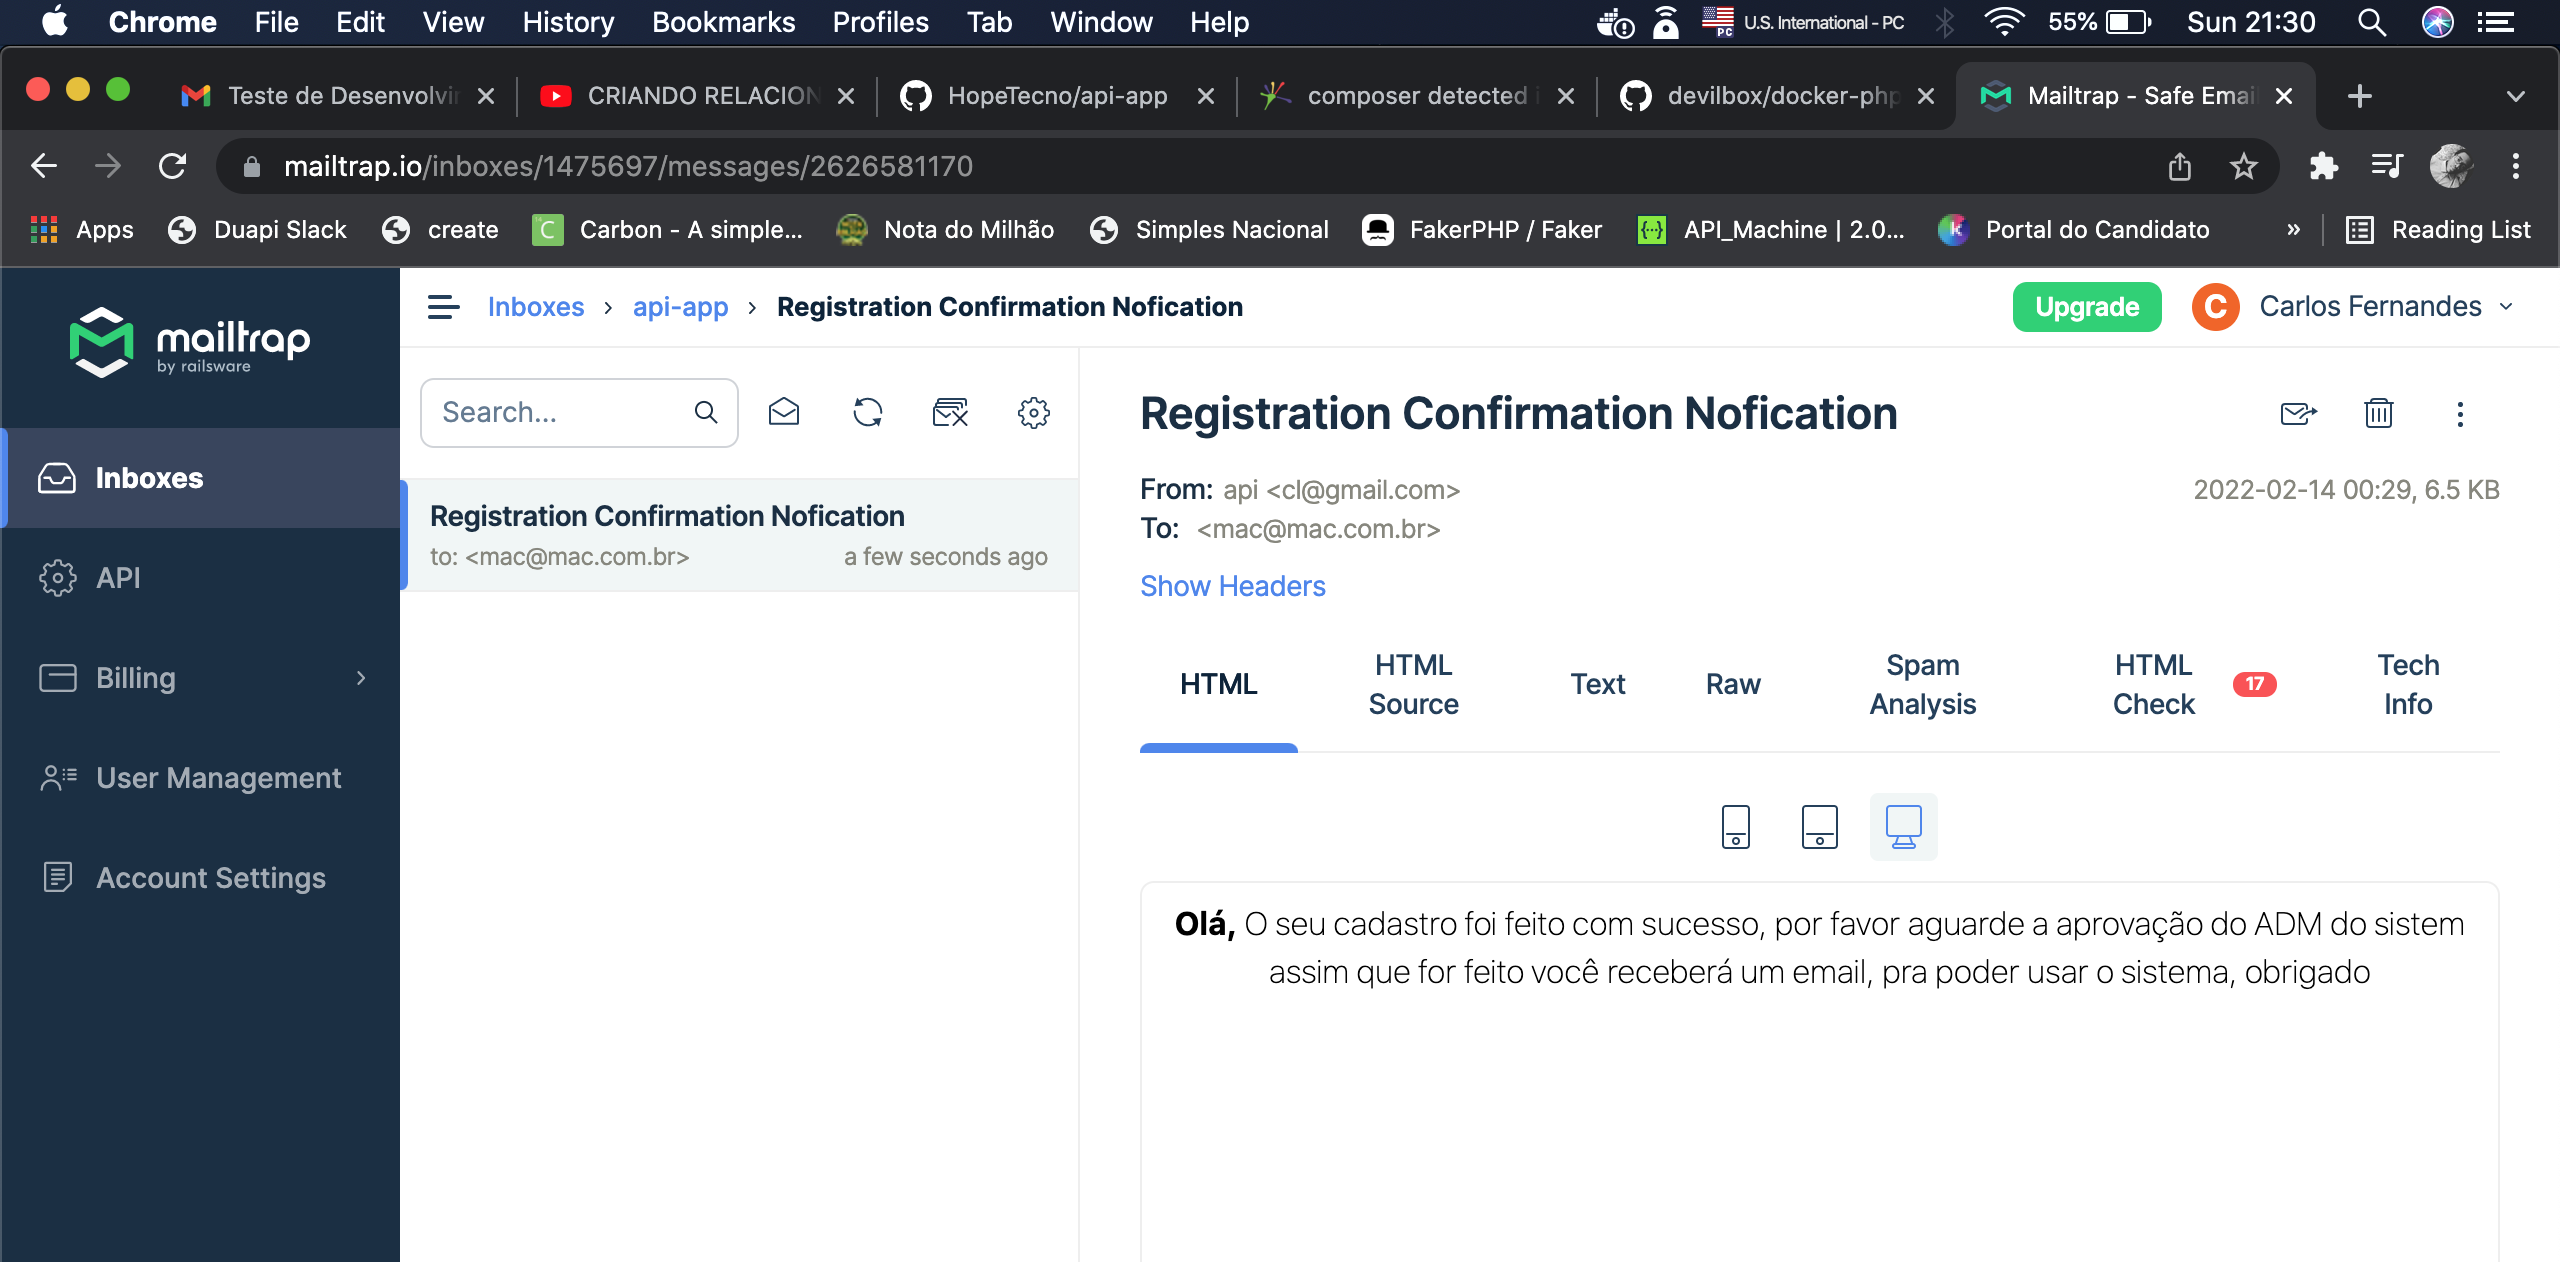 Chrome File Edit View History Bookmarks Profiles Tab Window Help PC U.S. International - PC 55% Sun 21:30
Teste de Desenvolvi CRIANDO RELACION HopeTecno/api-app composer detected i devilbox/docker-php Mailtrap - Safe Email
mailtrap.io/inboxes/1475697/messages/2626581170
Apps Duapi Slack create C Carbon - A simple... Nota do Milhão Simples Nacional FakerPHP / Faker {··} API_Machine | 2.0... k Portal do Candidato » Reading List
mailtrap
by railsware
Inboxes › api-app › Registration Confirmation Nofication Upgrade C Carlos Fernandes
Inboxes
API
Billing
User Management
Account Settings
Search...
Registration Confirmation Nofication
to: <mac@mac.com.br> a few seconds ago
Registration Confirmation Nofication
From: api <cl@gmail.com> 2022-02-14 00:29, 6.5 KB
To: <mac@mac.com.br>
Show Headers
HTML HTML Source Text Raw Spam Analysis HTML Check 17 Tech Info
Olá, O seu cadastro foi feito com sucesso, por favor aguarde a aprovação do ADM do sistem
assim que for feito você receberá um email, pra poder usar o sistema, obrigado